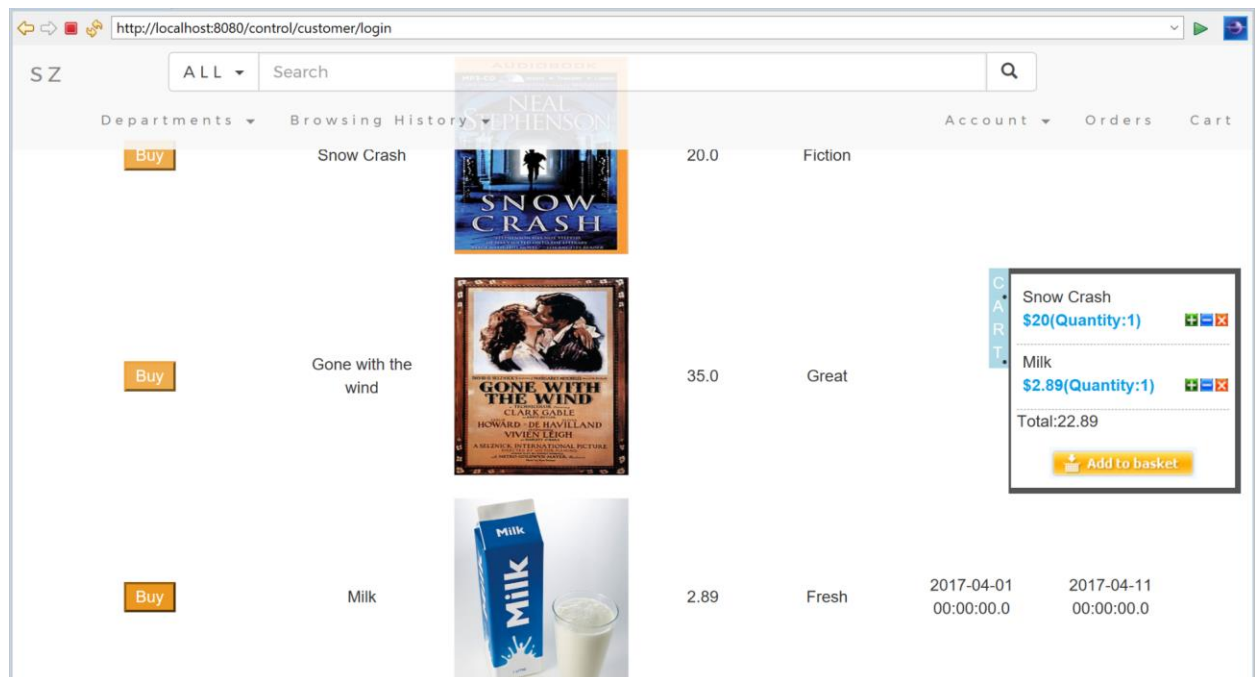 http://localhost:8080/control/customer/login
SZ
ALL
Search
AUDIOBOOK
Departments
Browsing History
Account
Orders
Cart
NEAL
STEPHENSON
Buy
Snow Crash
20.0
Fiction
SNOW
CRASH
CART
Snow Crash
$20(Quantity:1)
Milk
$2.89(Quantity:1)
Total:22.89
Add to basket
Buy
Gone with the
wind
GONE WITH
THE WIND
CLARK GABLE
VIVIEN LEIGH
35.0
Great
Buy
Milk
Milk
Milk
2.89
Fresh
2017-04-01
00:00:00.0
2017-04-11
00:00:00.0